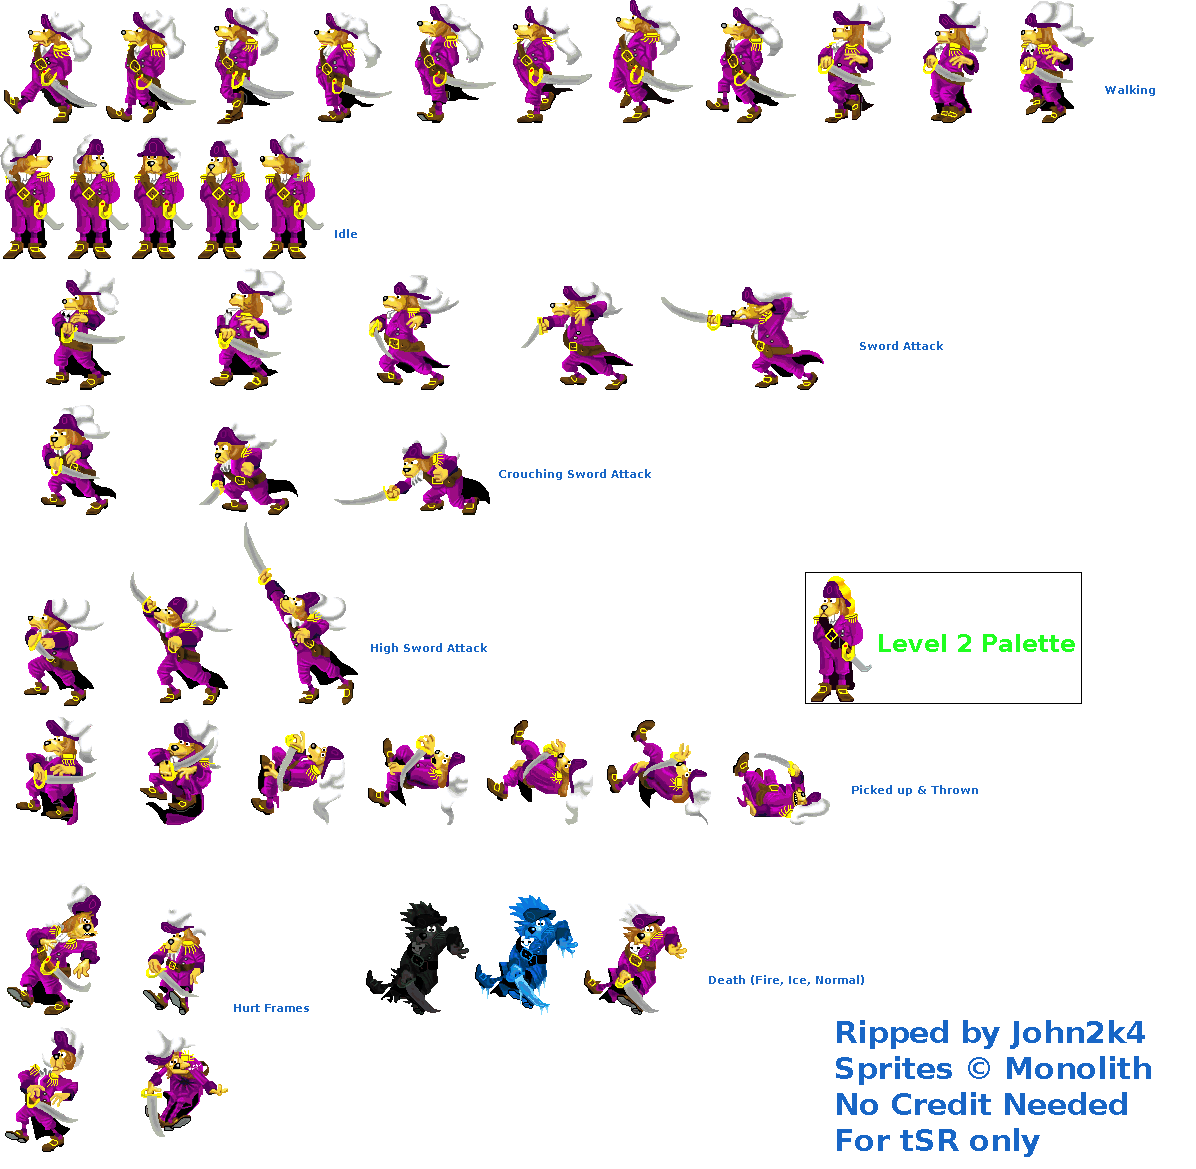 Walking
Idle
Sword Attack
Crouching Sword Attack
High Sword Attack
Level 2 Palette
Picked up & Thrown
Hurt Frames
Death (Fire, Ice, Normal)
Ripped by John2k4
Sprites © Monolith
No Credit Needed
For tSR only